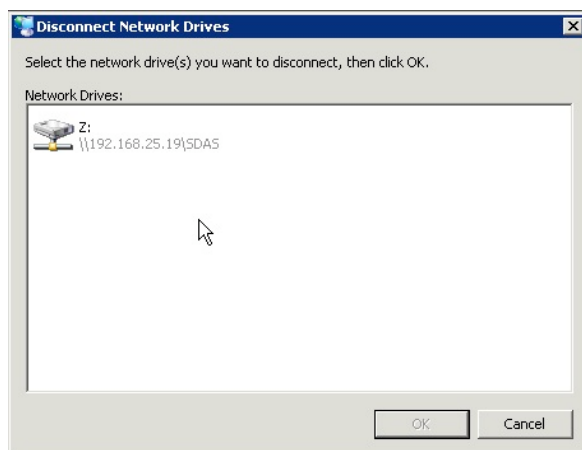 Disconnect Network Drives
Select the network drive(s) you want to disconnect, then click OK.
Network Drives:
Z:
\\192.168.25.19\SDAS
OK
Cancel